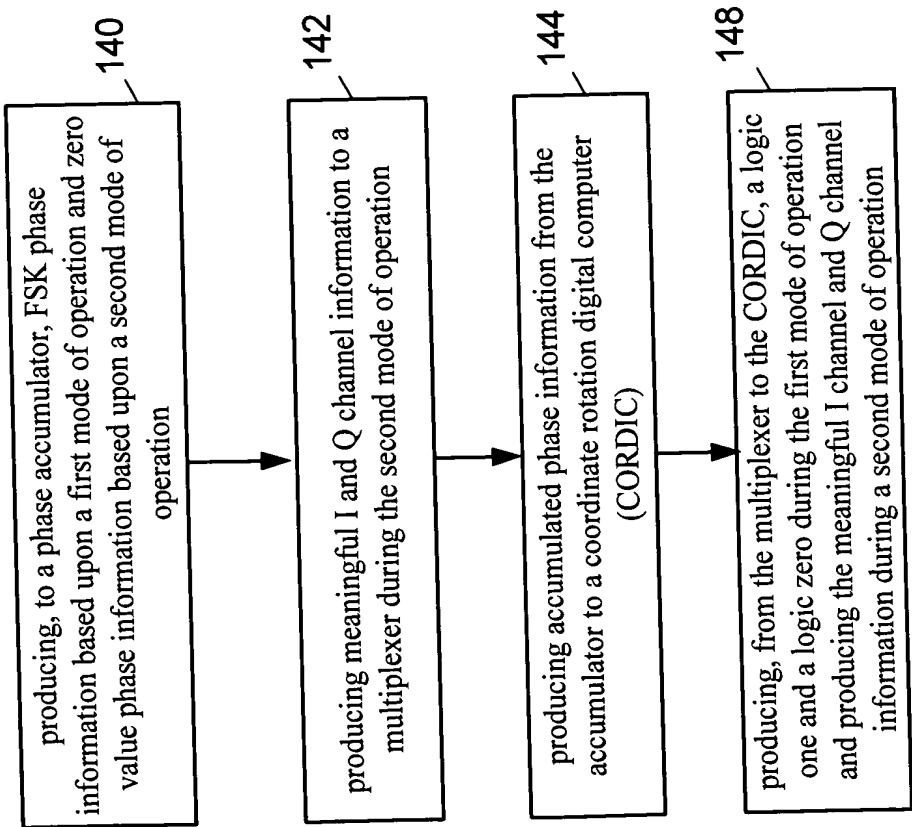 producing, to a phase accumulator, FSK phase
information based upon a first mode of operation and zero
value phase information based upon a second mode of
operation
140
producing meaningful I and Q channel information to a
multiplexer during the second mode of operation
142
producing accumulated phase information from the
accumulator to a coordinate rotation digital computer
(CORDIC)
144
producing, from the multiplexer to the CORDIC, a logic
one and a logic zero during the first mode of operation
and producing the meaningful I channel and Q channel
information during a second mode of operation
148